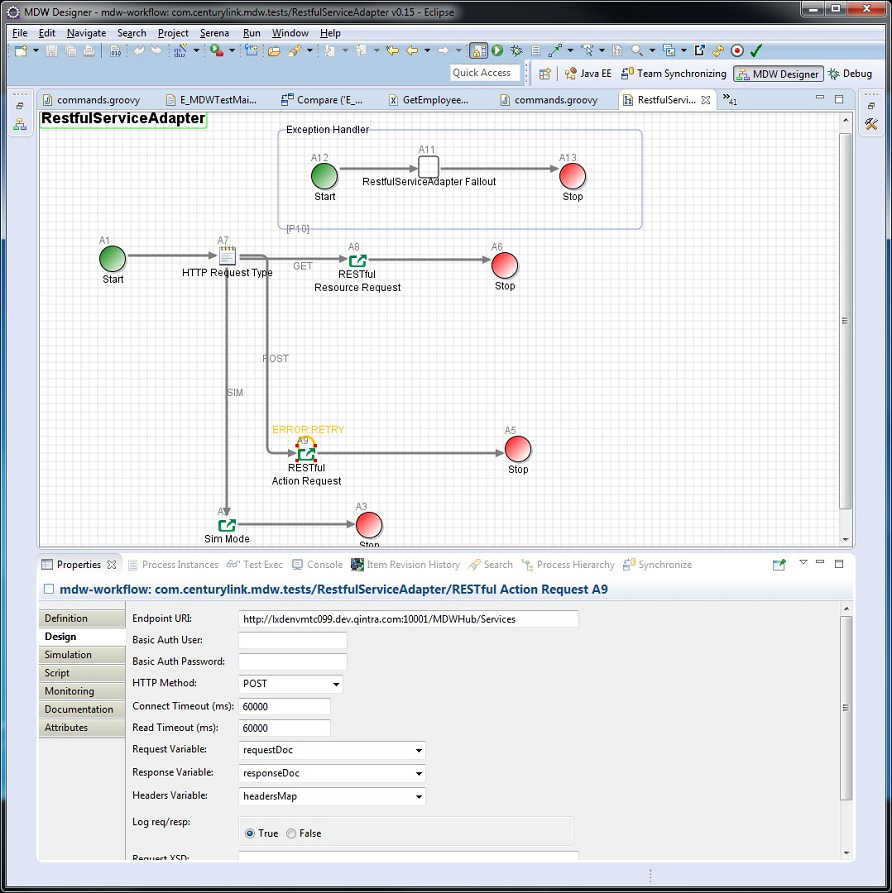 MDW Designer - mdw-workflow: com.centurylink.mdw.tests/RestfulServiceAdapter v0.15 - Eclipse
File Edit Navigate Search Project Serena Run Window Help
Quick Access Java EE Team Synchronizing MDW Designer Debug
commands.groovy E_MDWTestMai... Compare ('E_... GetEmployee... commands.groovy RestfulServi... »41
RestfulServiceAdapter
Exception Handler
A12 A11 A13
RestfulServiceAdapter Fallout
Start Stop
[P10]
A1 A7 A8 A6
GET
HTTP Request Type RESTful
Resource Request
Start Stop
POST
SIM
ERROR:RETRY
A9 A5
RESTful
Action Request
Stop
A3
Sim Mode Stop
Properties Process Instances Test Exec Console Item Revision History Search Process Hierarchy Synchronize
mdw-workflow: com.centurylink.mdw.tests/RestfulServiceAdapter/RESTful Action Request A9
Definition
Design
Simulation
Script
Monitoring
Documentation
Attributes
Endpoint URI: http://lxdenvmtc099.dev.qintra.com:10001/MDWHub/Services
Basic Auth User:
Basic Auth Password:
HTTP Method: POST
Connect Timeout (ms): 60000
Read Timeout (ms): 60000
Request Variable: requestDoc
Response Variable: responseDoc
Headers Variable: headersMap
Log req/resp:
True False
Request XSD: